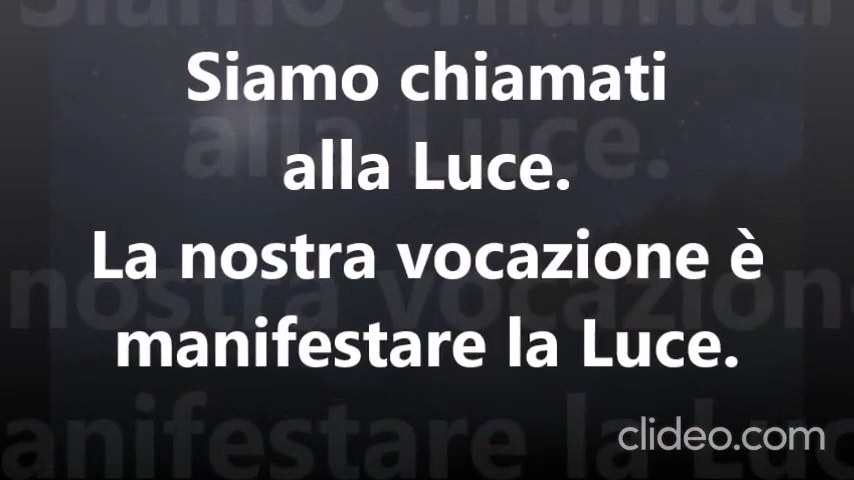 Siamo chiamati
alla Luce.
La nostra vocazione è
manifestare la Luce.
clideo.com